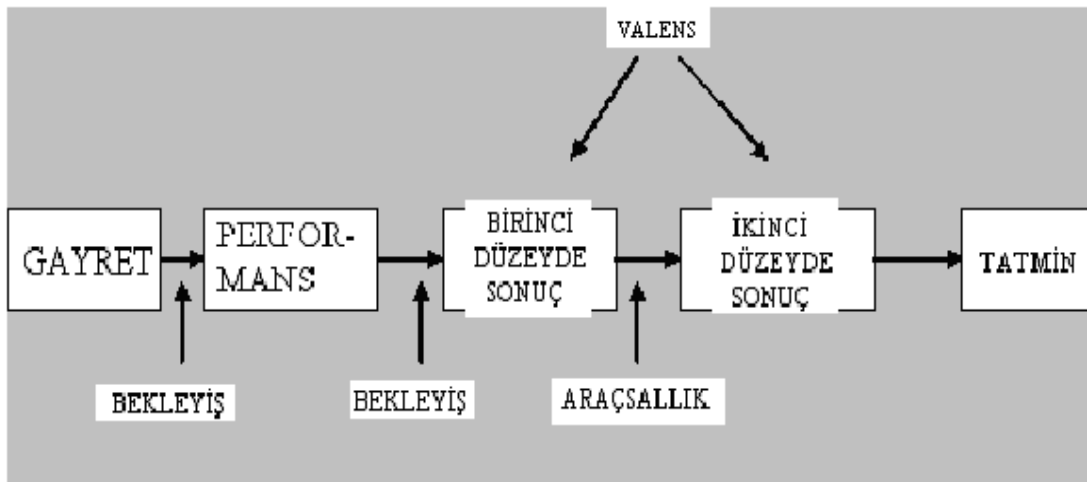 VALENS
GAYRET
PERFOR-
MANS
BİRİNCİ
DÜZEYDE
SONUÇ
İKİNCİ
DÜZEYDE
SONUÇ
TATMİN
BEKLEYİŞ
BEKLEYİŞ
ARAÇSALLIK